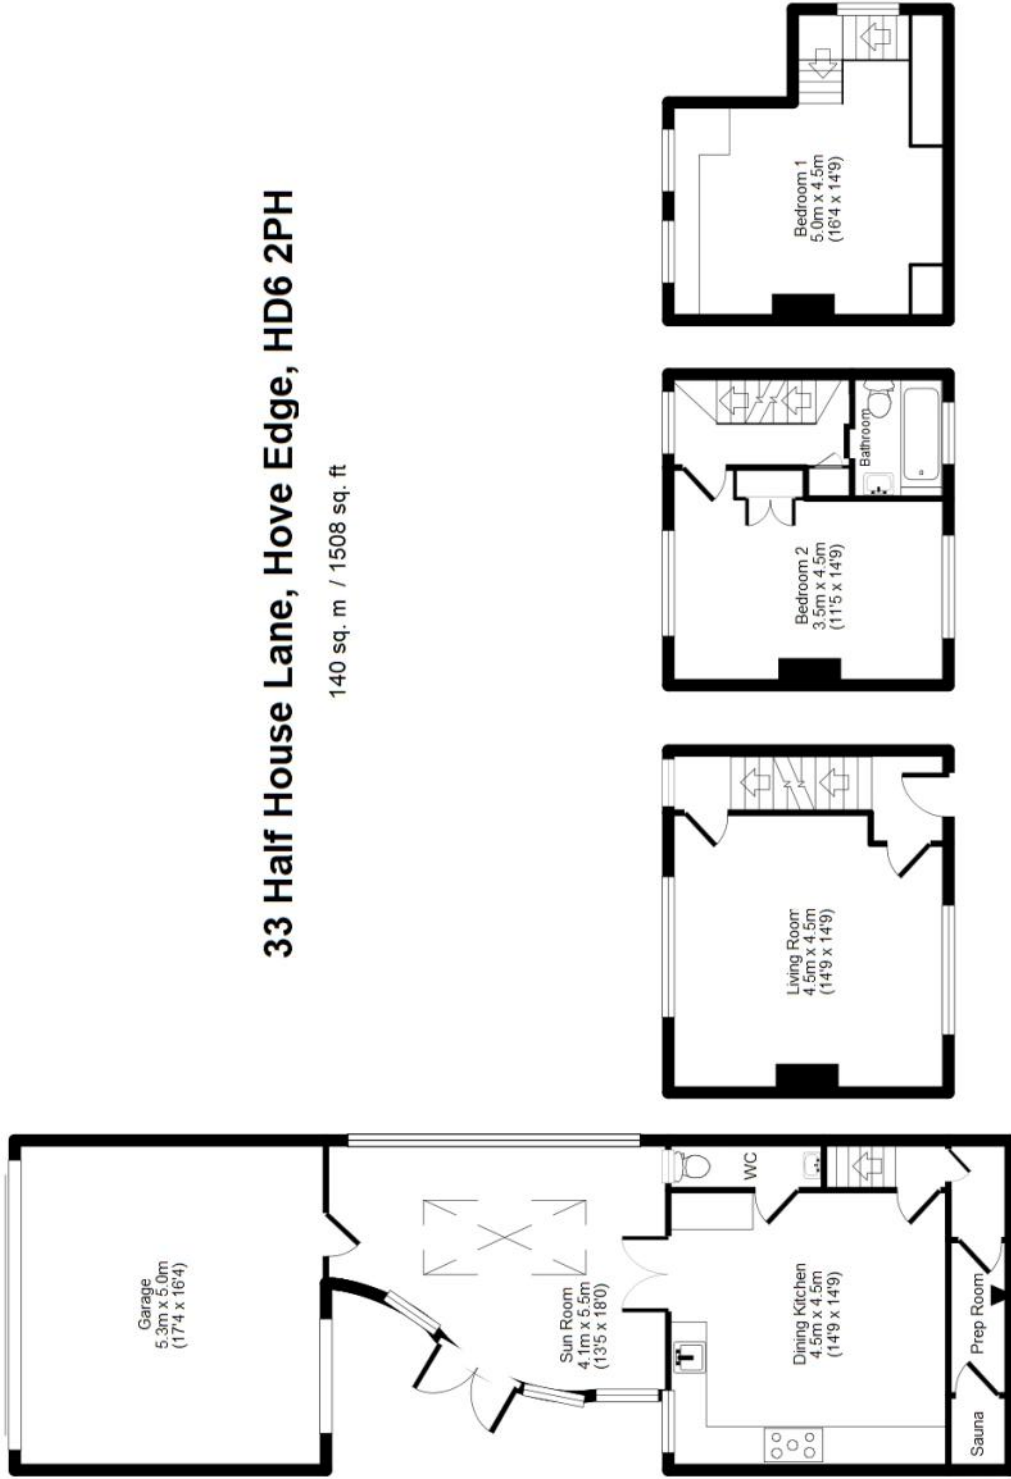 33 Half House Lane, Hove Edge, HD6 2PH
140 sq. m / 1508 sq. ft
Garage
5.3m x 5.0m
(17'4 x 16'4)
Sun Room
4.1m x 5.5m
(13'5 x 18'0)
WC
Dining Kitchen
4.5m x 4.5m
(14'9 x 14'9)
Sauna
Prep Room
Living Room
4.5m x 4.5m
(14'9 x 14'9)
Bedroom 2
3.5m x 4.5m
(11'5 x 14'9)
Bathroom
Bedroom 1
5.0m x 4.5m
(16'4 x 14'9)